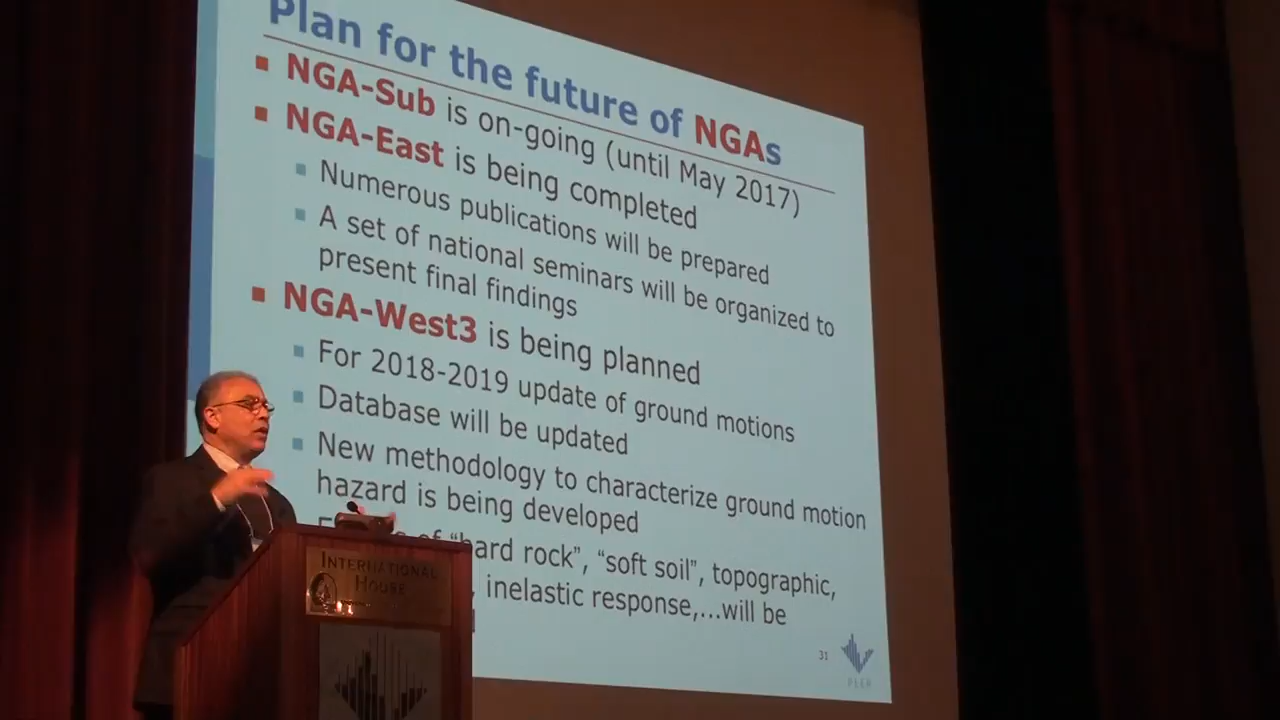 Plan for the future of NGAs
NGA-Sub is on-going (until May 2017)
NGA-East is being completed
Numerous publications will be prepared
A set of national seminars will be organized to
present final findings
NGA-West3 is being planned
For 2018-2019 update of ground motions
Database will be updated
New methodology to characterize ground motion
hazard is being developed
of “hard rock”, “soft soil”, topographic,
, inelastic response,...will be
31
PEER
INTERNATIONAL
HOUSE